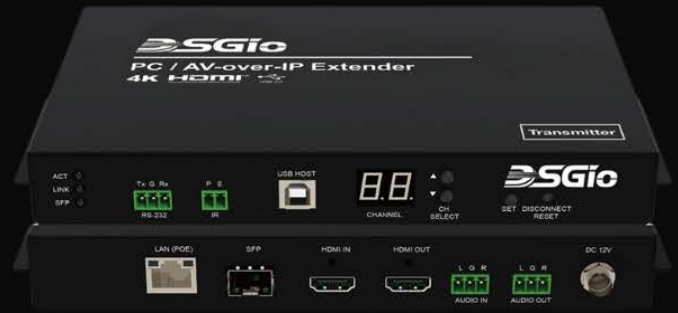 DSGio
PC / AV-over-IP Extender
4K HDMI
Transmitter
ACT
LINK
SFP
Tx G Rx
RS-232
P E
IR
USB HOST
8.8.
CHANNEL
CH
SELECT
DSGio
SET
DISCONNECT
RESET
LAN (POE)
SFP
HDMI IN
HDMI OUT
L G R
AUDIO IN
L G R
AUDIO OUT
DC 12V